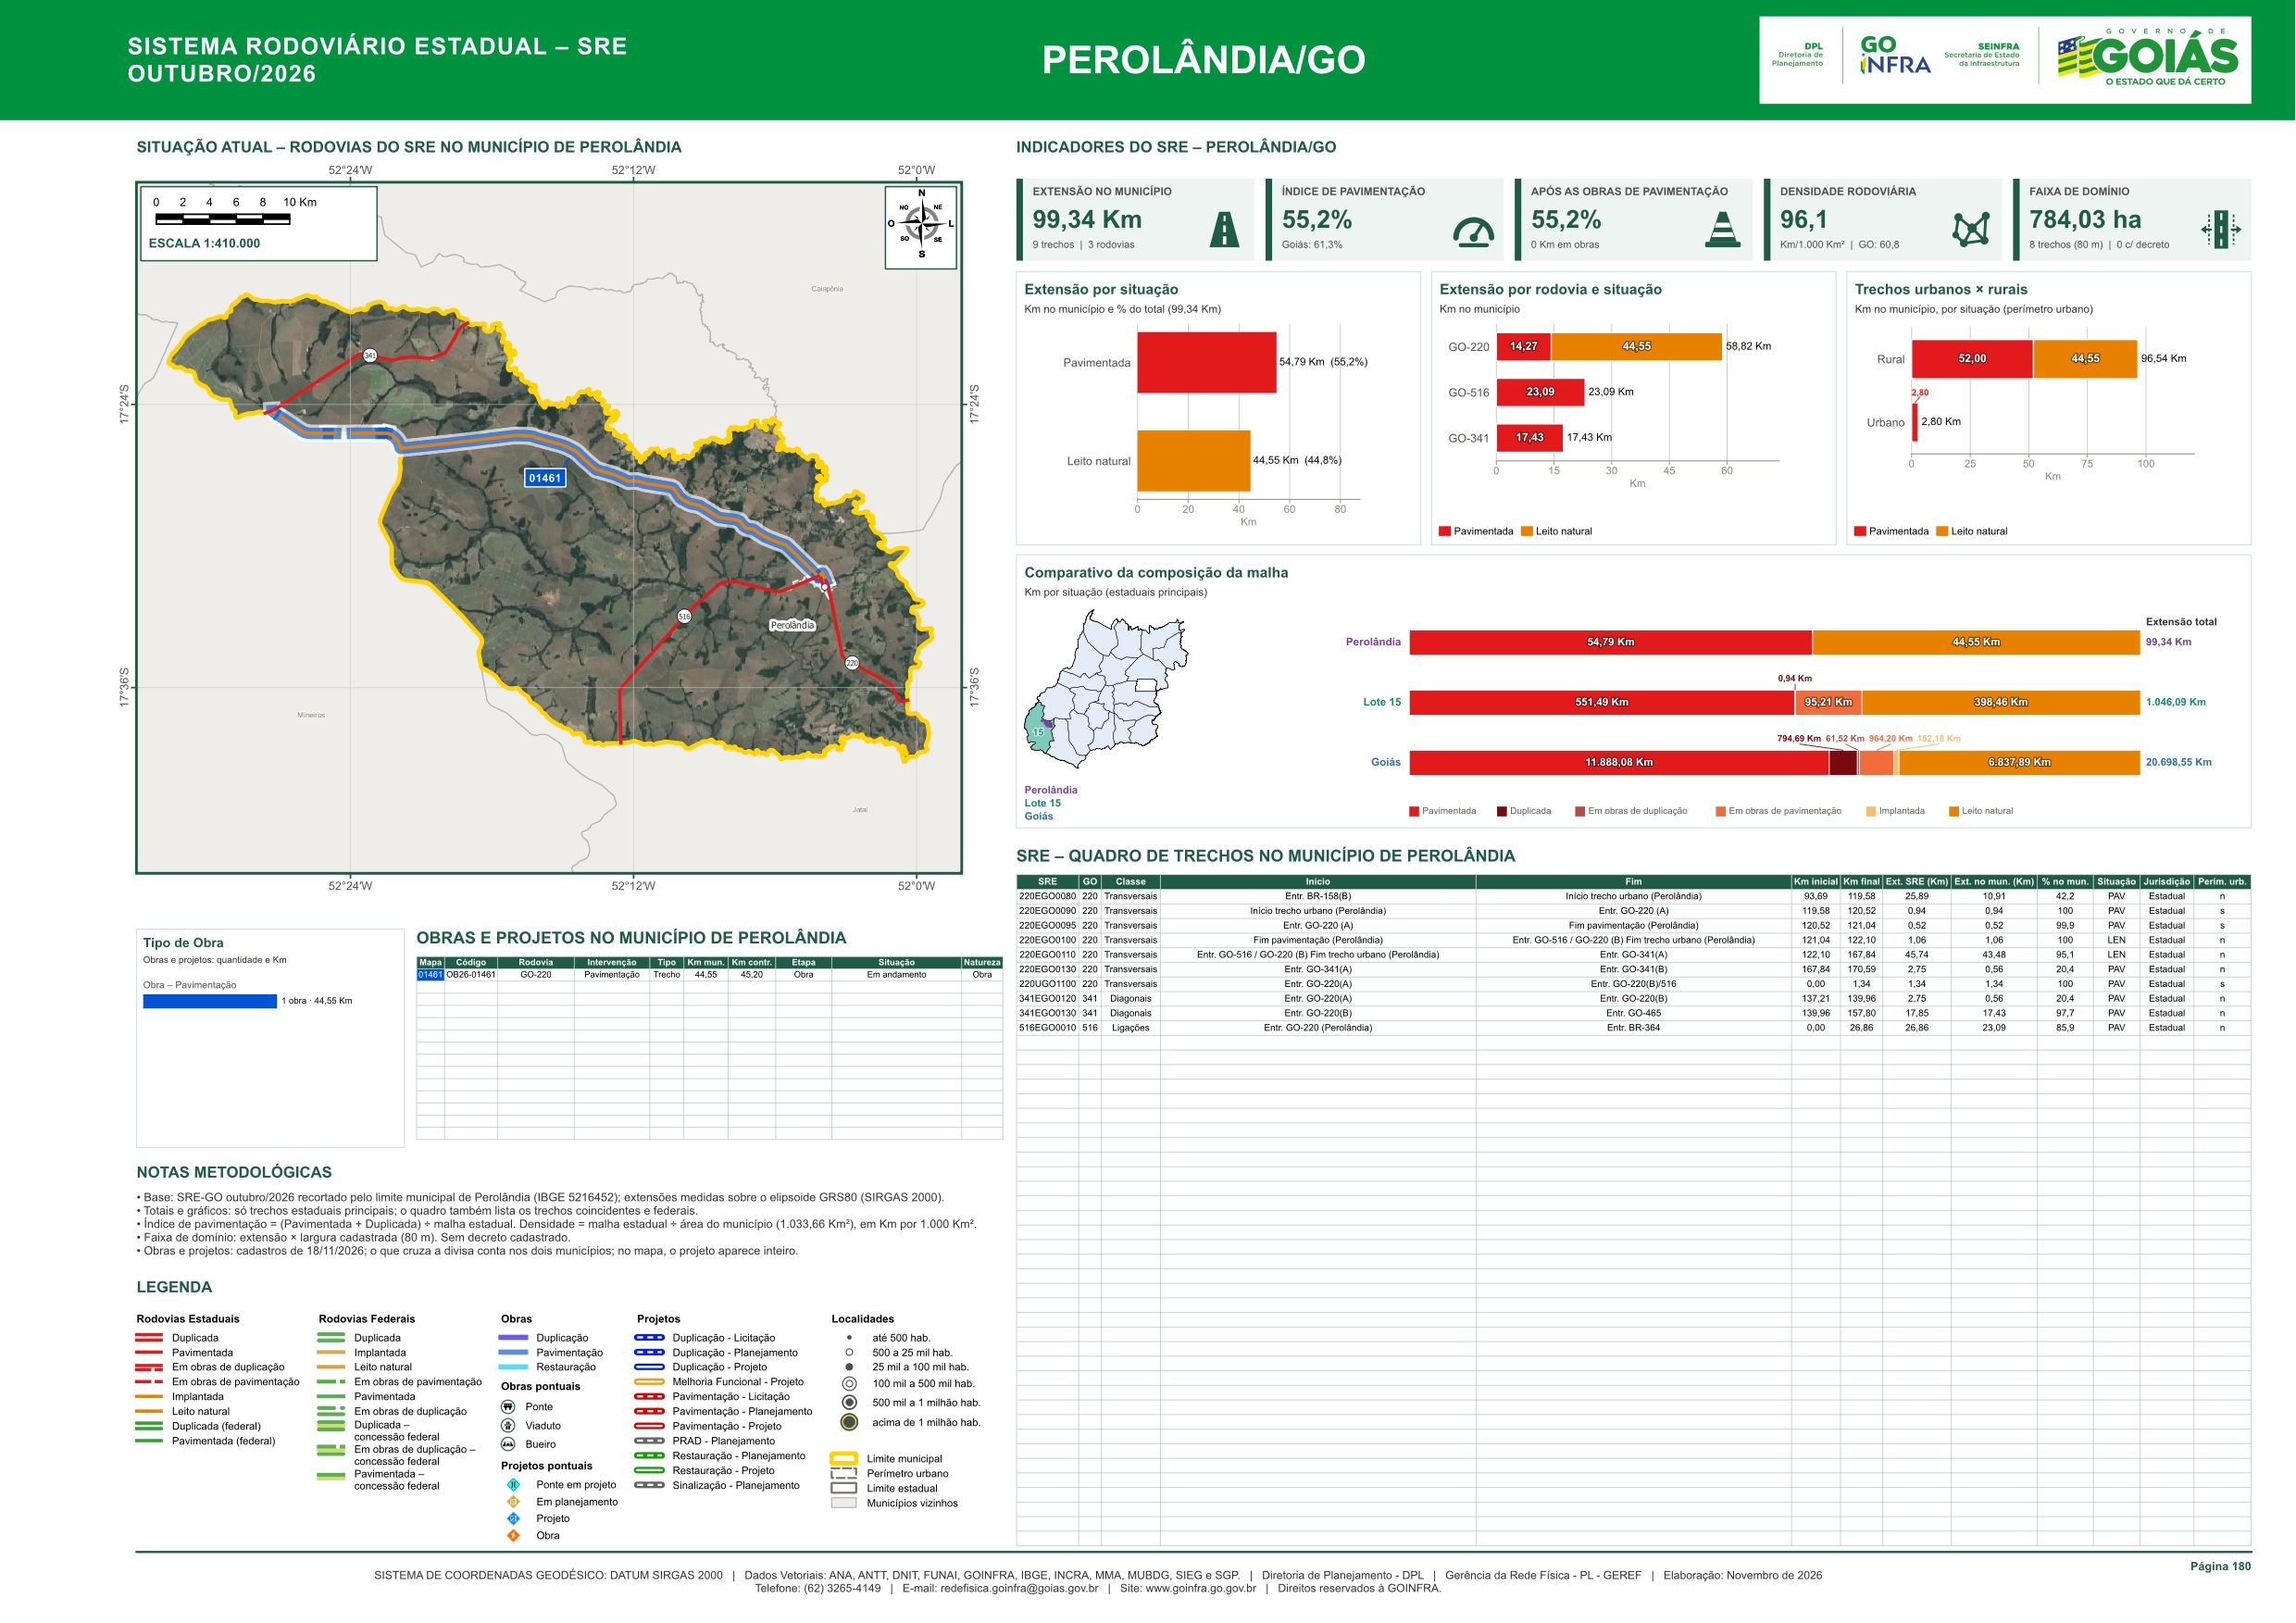 SISTEMA RODOVIÁRIO ESTADUAL – SRE
OUTUBRO/2026
PEROLÂNDIA/GO
DPL
Diretoria de
Planejamento
GO
iNFRA
SEINFRA
Secretaria de Estado
da Infraestrutura
GOVERNO DE
GOIÁS
O ESTADO QUE DÁ CERTO
SITUAÇÃO ATUAL – RODOVIAS DO SRE NO MUNICÍPIO DE PEROLÂNDIA
52°24'W 52°12'W 52°0'W
0 2 4 6 8 10 Km
ESCALA 1:410.000
N
NO NE
O L
SO SE
S
Caiapônia
341
17°24'S 17°24'S
01461
516
Perolândia
220
17°36'S 17°36'S
Mineiros
Jataí
52°24'W 52°12'W 52°0'W
INDICADORES DO SRE – PEROLÂNDIA/GO
EXTENSÃO NO MUNICÍPIO
99,34 Km
9 trechos | 3 rodovias
ÍNDICE DE PAVIMENTAÇÃO
55,2%
Goiás: 61,3%
APÓS AS OBRAS DE PAVIMENTAÇÃO
55,2%
0 Km em obras
DENSIDADE RODOVIÁRIA
96,1
Km/1.000 Km² | GO: 60,8
FAIXA DE DOMÍNIO
784,03 ha
8 trechos (80 m) | 0 c/ decreto
Extensão por situação
Km no município e % do total (99,34 Km)
Pavimentada 54,79 Km (55,2%)
Leito natural 44,55 Km (44,8%)
0 20 40 60 80
Km
Extensão por rodovia e situação
Km no município
GO-220 14,27 44,55 58,82 Km
GO-516 23,09 23,09 Km
GO-341 17,43 17,43 Km
0 15 30 45 60
Km
Pavimentada Leito natural
Trechos urbanos × rurais
Km no município, por situação (perímetro urbano)
Rural 52,00 44,55 96,54 Km
2,80
Urbano 2,80 Km
0 25 50 75 100
Km
Pavimentada Leito natural
Comparativo da composição da malha
Km por situação (estaduais principais)
15
Perolândia
Lote 15
Goiás
Extensão total
Perolândia 54,79 Km 44,55 Km 99,34 Km
0,94 Km
Lote 15 551,49 Km 95,21 Km 398,46 Km 1.046,09 Km
794,69 Km 61,52 Km 964,20 Km 152,18 Km
Goiás 11.888,08 Km 6.837,89 Km 20.698,55 Km
Pavimentada Duplicada Em obras de duplicação Em obras de pavimentação Implantada Leito natural
SRE – QUADRO DE TRECHOS NO MUNICÍPIO DE PEROLÂNDIA
SRE GO Classe Início Fim Km inicial Km final Ext. SRE (Km) Ext. no mun. (Km) % no mun. Situação Jurisdição Perím. urb.
220EGO0080 220 Transversais Entr. BR-158(B) Início trecho urbano (Perolândia) 93,69 119,58 25,89 10,91 42,2 PAV Estadual n
220EGO0090 220 Transversais Início trecho urbano (Perolândia) Entr. GO-220 (A) 119,58 120,52 0,94 0,94 100 PAV Estadual s
220EGO0095 220 Transversais Entr. GO-220 (A) Fim pavimentação (Perolândia) 120,52 121,04 0,52 0,52 99,9 PAV Estadual s
220EGO0100 220 Transversais Fim pavimentação (Perolândia) Entr. GO-516 / GO-220 (B) Fim trecho urbano (Perolândia) 121,04 122,10 1,06 1,06 100 LEN Estadual n
220EGO0110 220 Transversais Entr. GO-516 / GO-220 (B) Fim trecho urbano (Perolândia) Entr. GO-341(A) 122,10 167,84 45,74 43,48 95,1 LEN Estadual n
220EGO0130 220 Transversais Entr. GO-341(A) Entr. GO-341(B) 167,84 170,59 2,75 0,56 20,4 PAV Estadual n
220UGO1100 220 Transversais Entr. GO-220(A) Entr. GO-220(B)/516 0,00 1,34 1,34 1,34 100 PAV Estadual s
341EGO0120 341 Diagonais Entr. GO-220(A) Entr. GO-220(B) 137,21 139,96 2,75 0,56 20,4 PAV Estadual n
341EGO0130 341 Diagonais Entr. GO-220(B) Entr. GO-465 139,96 157,80 17,85 17,43 97,7 PAV Estadual n
516EGO0010 516 Ligações Entr. GO-220 (Perolândia) Entr. BR-364 0,00 26,86 26,86 23,09 85,9 PAV Estadual n
Tipo de Obra
Obras e projetos: quantidade e Km
Obra – Pavimentação
1 obra · 44,55 Km
OBRAS E PROJETOS NO MUNICÍPIO DE PEROLÂNDIA
Mapa Código Rodovia Intervenção Tipo Km mun. Km contr. Etapa Situação Natureza
01461 OB26-01461 GO-220 Pavimentação Trecho 44,55 45,20 Obra Em andamento Obra
NOTAS METODOLÓGICAS
• Base: SRE-GO outubro/2026 recortado pelo limite municipal de Perolândia (IBGE 5216452); extensões medidas sobre o elipsoide GRS80 (SIRGAS 2000).
• Totais e gráficos: só trechos estaduais principais; o quadro também lista os trechos coincidentes e federais.
• Índice de pavimentação = (Pavimentada + Duplicada) ÷ malha estadual. Densidade = malha estadual ÷ área do município (1.033,66 Km²), em Km por 1.000 Km².
• Faixa de domínio: extensão × largura cadastrada (80 m). Sem decreto cadastrado.
• Obras e projetos: cadastros de 18/11/2026; o que cruza a divisa conta nos dois municípios; no mapa, o projeto aparece inteiro.
LEGENDA
Rodovias Estaduais
Duplicada
Pavimentada
Em obras de duplicação
Em obras de pavimentação
Implantada
Leito natural
Duplicada (federal)
Pavimentada (federal)
Rodovias Federais
Duplicada
Implantada
Leito natural
Em obras de pavimentação
Pavimentada
Em obras de duplicação
Duplicada –
concessão federal
Em obras de duplicação –
concessão federal
Pavimentada –
concessão federal
Obras
Duplicação
Pavimentação
Restauração
Obras pontuais
Ponte
Viaduto
Bueiro
Projetos pontuais
Ponte em projeto
Em planejamento
Projeto
Obra
Projetos
Duplicação - Licitação
Duplicação - Planejamento
Duplicação - Projeto
Melhoria Funcional - Projeto
Pavimentação - Licitação
Pavimentação - Planejamento
Pavimentação - Projeto
PRAD - Planejamento
Restauração - Planejamento
Restauração - Projeto
Sinalização - Planejamento
Localidades
até 500 hab.
500 a 25 mil hab.
25 mil a 100 mil hab.
100 mil a 500 mil hab.
500 mil a 1 milhão hab.
acima de 1 milhão hab.
Limite municipal
Perímetro urbano
Limite estadual
Municípios vizinhos
Página 180
SISTEMA DE COORDENADAS GEODÉSICO: DATUM SIRGAS 2000 | Dados Vetoriais: ANA, ANTT, DNIT, FUNAI, GOINFRA, IBGE, INCRA, MMA, MUBDG, SIEG e SGP. | Diretoria de Planejamento - DPL | Gerência da Rede Física - PL - GEREF | Elaboração: Novembro de 2026
Telefone: (62) 3265-4149 | E-mail: redefisica.goinfra@goias.gov.br | Site: www.goinfra.go.gov.br | Direitos reservados à GOINFRA.